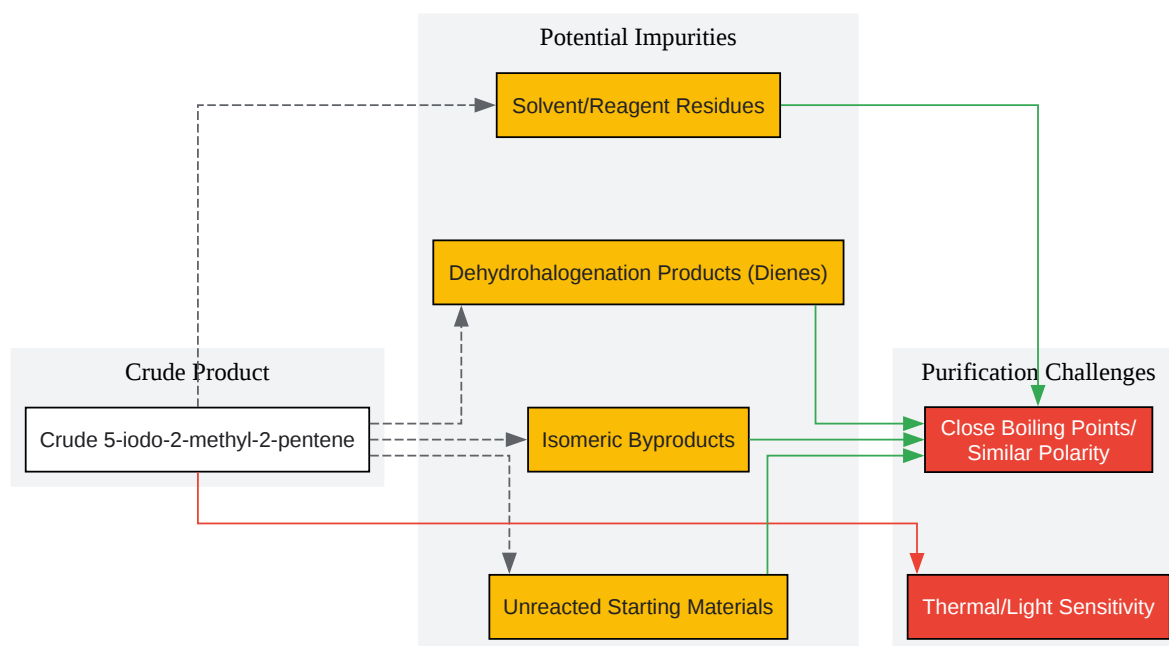 Potential Impurities
Solvent/Reagent Residues
Dehydrohalogenation Products (Dienes)
Crude Product
Purification Challenges
Crude 5-iodo-2-methyl-2-pentene
Isomeric Byproducts
Close Boiling Points/
Similar Polarity
Unreacted Starting Materials
Thermal/Light Sensitivity